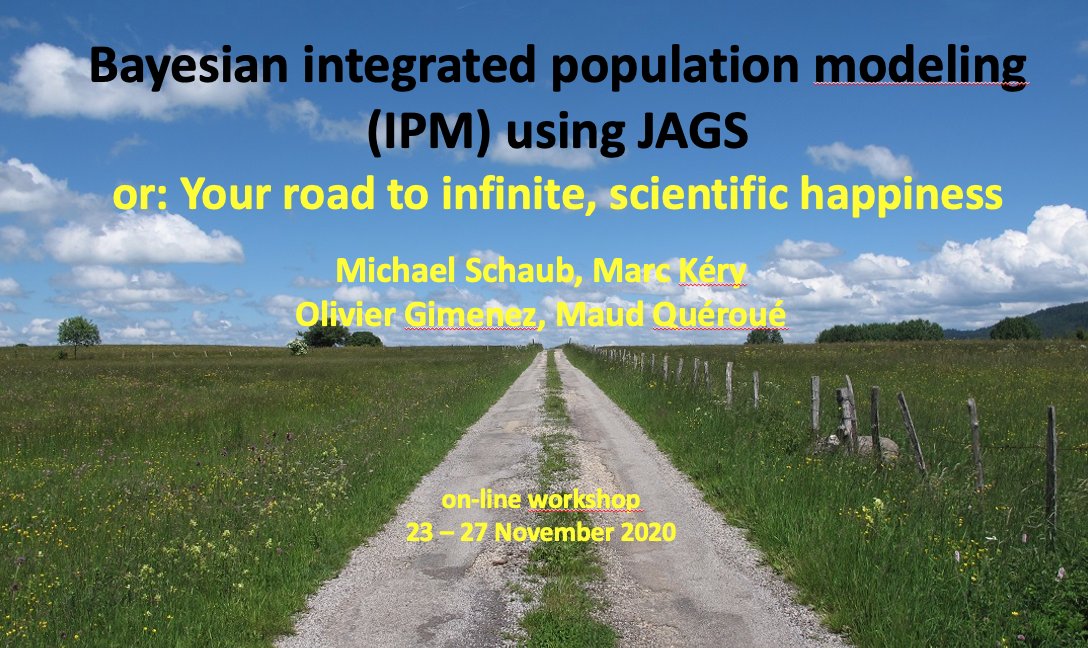 Bayesian integrated population modeling
(IPM) using JAGS
or: Your road to infinite, scientific happiness
Michael Schaub, Marc Kéry
Olivier Gimenez, Maud Quéroué
on-line workshop
23 – 27 November 2020